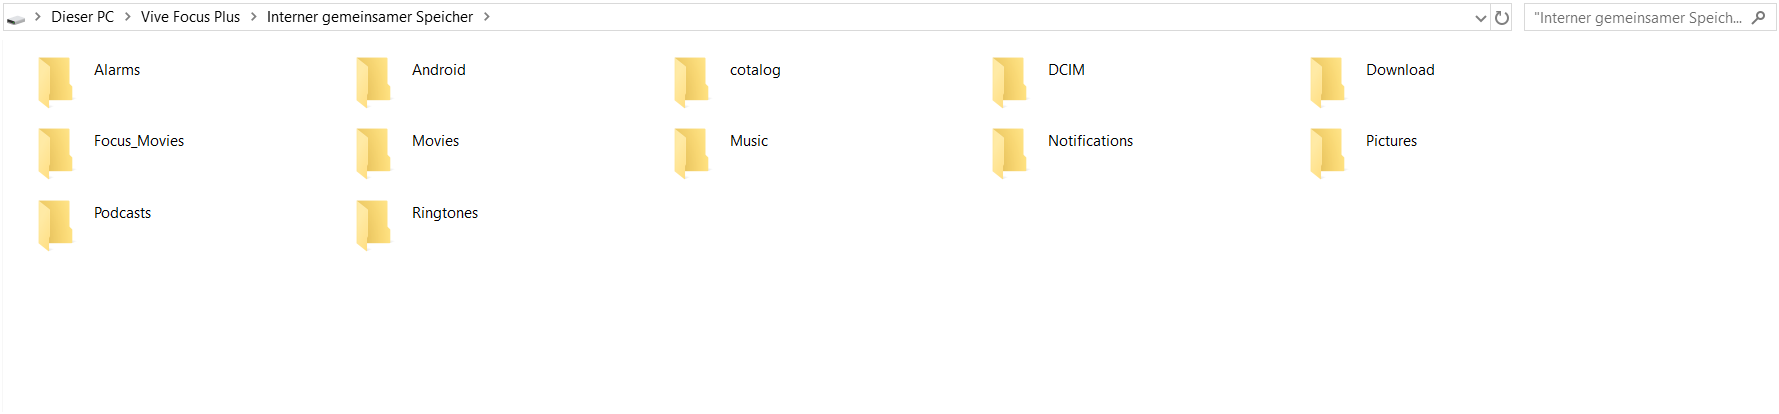 Dieser PC > Vive Focus Plus > Interner gemeinsamer Speicher >
"Interner gemeinsamer Speich...
Alarms
Android
cotalog
DCIM
Download
Focus_Movies
Movies
Music
Notifications
Pictures
Podcasts
Ringtones